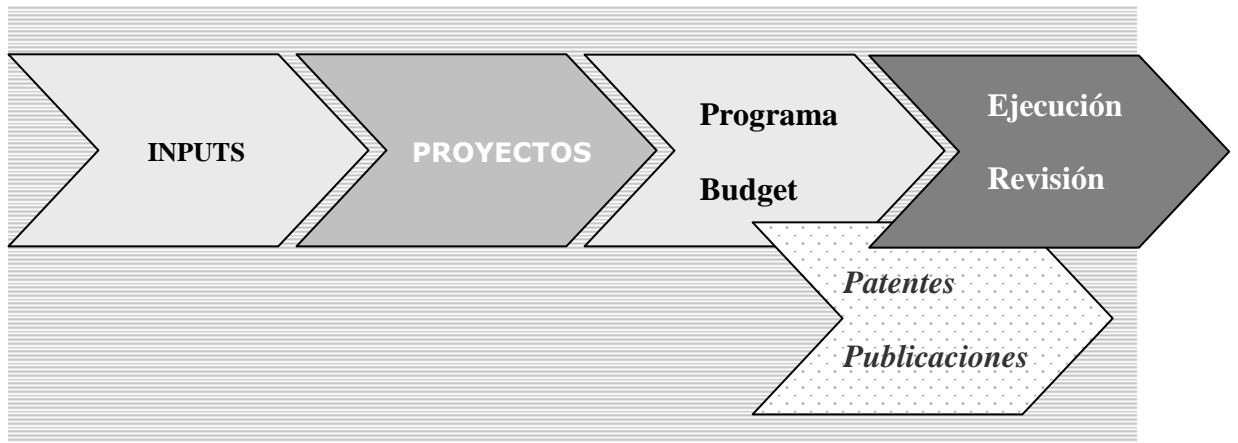 INPUTS
PROYECTOS
Programa
Budget
Ejecución
Revisión
Patentes
Publicaciones